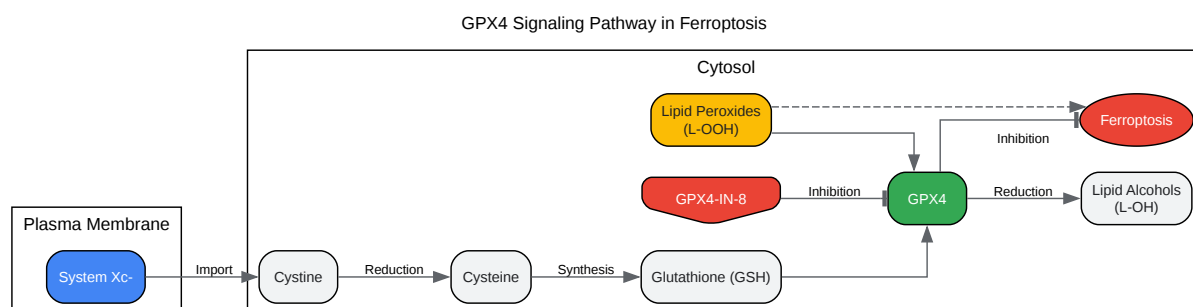 GPX4 Signaling Pathway in Ferroptosis
Cytosol
Lipid Peroxides
(L-OOH)
Ferroptosis
Inhibition
GPX4-IN-8
Inhibition
GPX4
Reduction
Lipid Alcohols
(L-OH)
Plasma Membrane
System Xc-
Import
Cystine
Reduction
Cysteine
Synthesis
Glutathione (GSH)